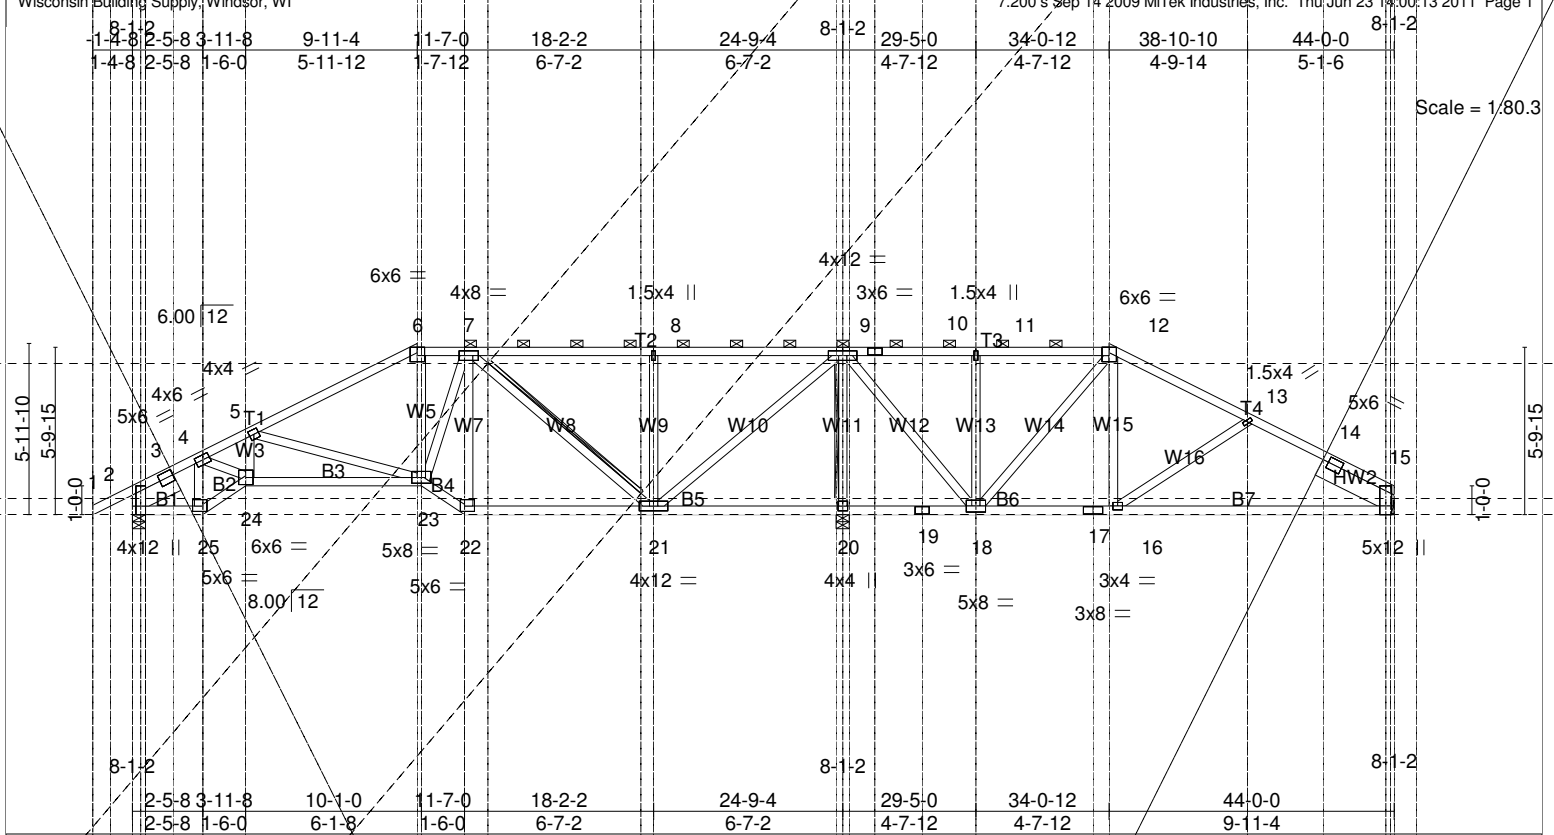 Wisconsin Building Supply, Windsor, WI
7.200 s Sep 14 2009 MiTek Industries, Inc. Thu Jun 23 14:00:13 2011 Page 1
8-1-2 8-1-2 8-1-2
-1-4-8 2-5-8 3-11-8 9-11-4 11-7-0 18-2-2 24-9-4 29-5-0 34-0-12 38-10-10 44-0-0
1-4-8 2-5-8 1-6-0 5-11-12 1-7-12 6-7-2 6-7-2 4-7-12 4-7-12 4-9-14 5-1-6
Scale = 1:80.3
4x12 =
6x6 =
4x8 = 1.5x4 || 3x6 = 1.5x4 || 6x6 =
6.00 12
6 7 8 9 10 11 12
T2 T3
4x4
1.5x4
4x6
13
5x6
5x6
5 T1 T4
5-11-10
5-9-15
5-9-15
W5 W7 W8 W9 W10 W11 W12 W13 W14 W15
4
14
3 W3
W16
15
1 2 B2 B3 B4 HW2
B1 B5 B6 B7
1-0-0
1-0-0
24 23
19 17
4x12 || 25 6x6 = 5x8 = 22 21 20 18 16 5x12 ||
3x6 =
5x6 = 5x6 = 4x12 = 4x4 || 3x4 =
8.00 12
5x8 =
3x8 =
8-1-2 8-1-2 8-1-2
2-5-8 3-11-8 10-1-0 11-7-0 18-2-2 24-9-4 29-5-0 34-0-12 44-0-0
2-5-8 1-6-0 6-1-8 1-6-0 6-7-2 6-7-2 4-7-12 4-7-12 9-11-4